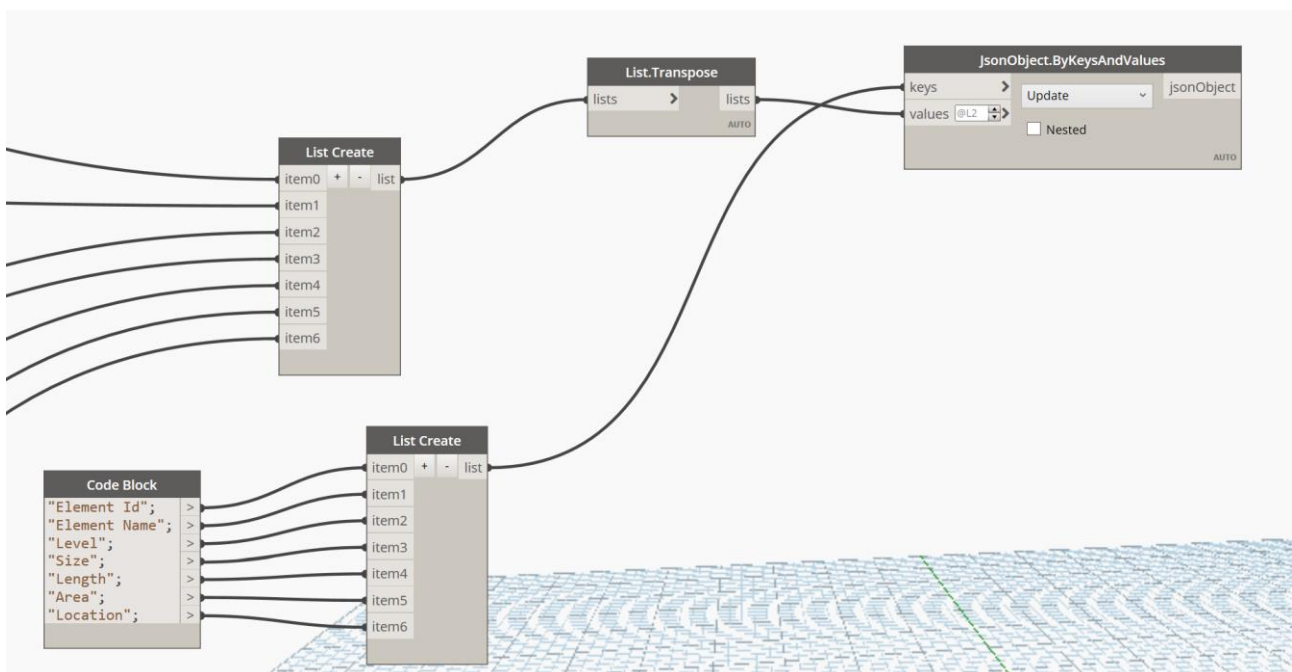 List.Transpose
lists > lists
AUTO
JsonObject.ByKeysAndValues
keys > Update jsonObject
values @L2 >
Nested
AUTO
List Create
item0 + - list
item1
item2
item3
item4
item5
item6
List Create
item0 + - list
item1
item2
item3
item4
item5
item6
Code Block
"Element Id"; >
"Element Name"; >
"Level"; >
"Size"; >
"Length"; >
"Area"; >
"Location"; >